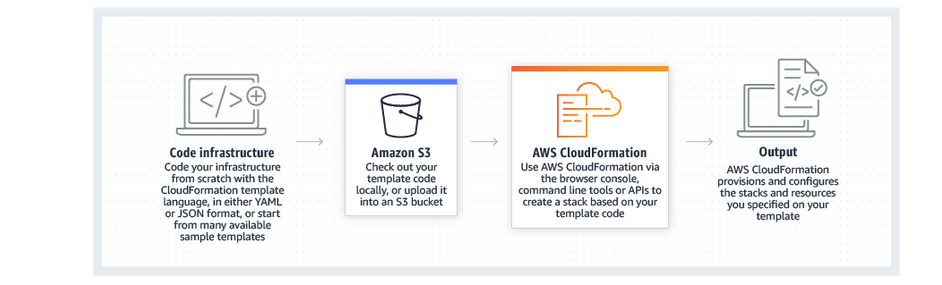 </>
</>
Code infrastructure
Code your infrastructure
from scratch with the
CloudFormation template
language, in either YAML
or JSON format, or start
from many available
sample templates
Amazon S3
Check out your
template code
locally, or upload it
into an S3 bucket
AWS CloudFormation
Use AWS CloudFormation via
the browser console,
command line tools or APIs to
create a stack based on your
template code
Output
AWS CloudFormation
provisions and configures
the stacks and resources
you specified on your
template